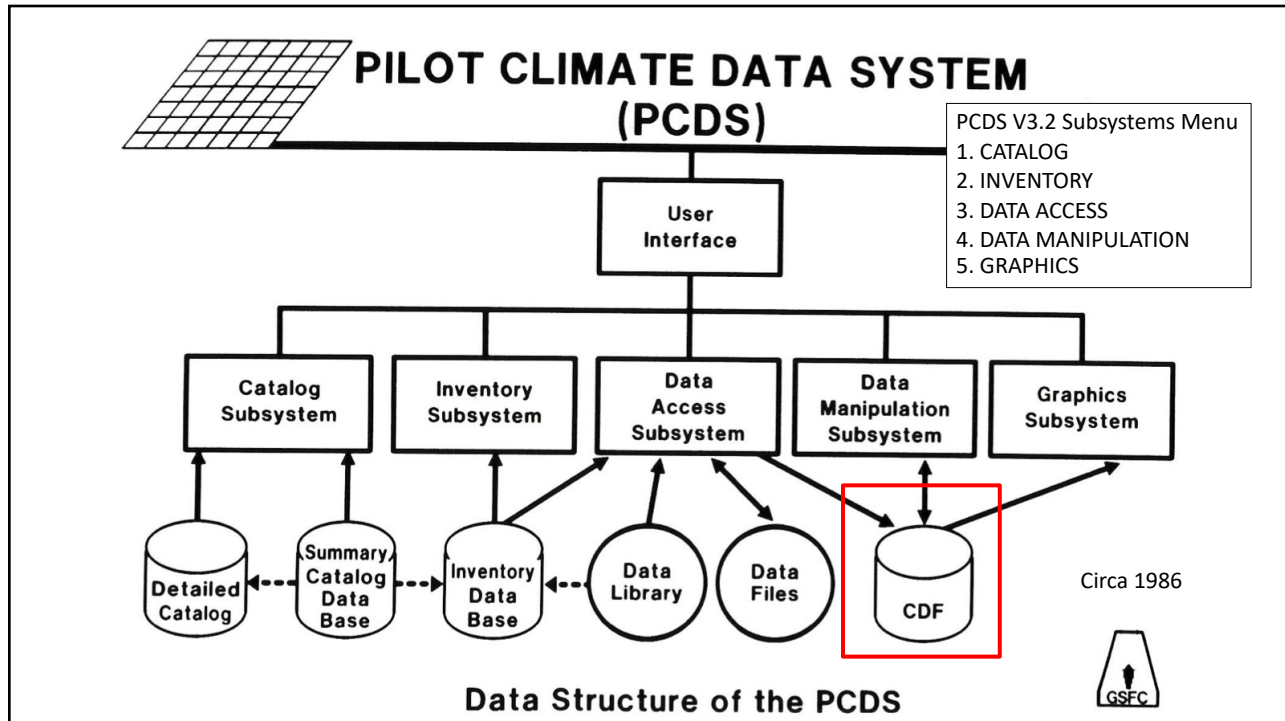 PILOT CLIMATE DATA SYSTEM
(PCDS)
PCDS V3.2 Subsystems Menu
1. CATALOG
2. INVENTORY
3. DATA ACCESS
4. DATA MANIPULATION
5. GRAPHICS
User
Interface
Catalog
Subsystem
Inventory
Subsystem
Data
Access
Subsystem
Data
Manipulation
Subsystem
Graphics
Subsystem
Detailed
Catalog
Summary
Catalog
Data
Base
Inventory
Data
Base
Data
Library
Data
Files
CDF
Circa 1986
GSFC
Data Structure of the PCDS